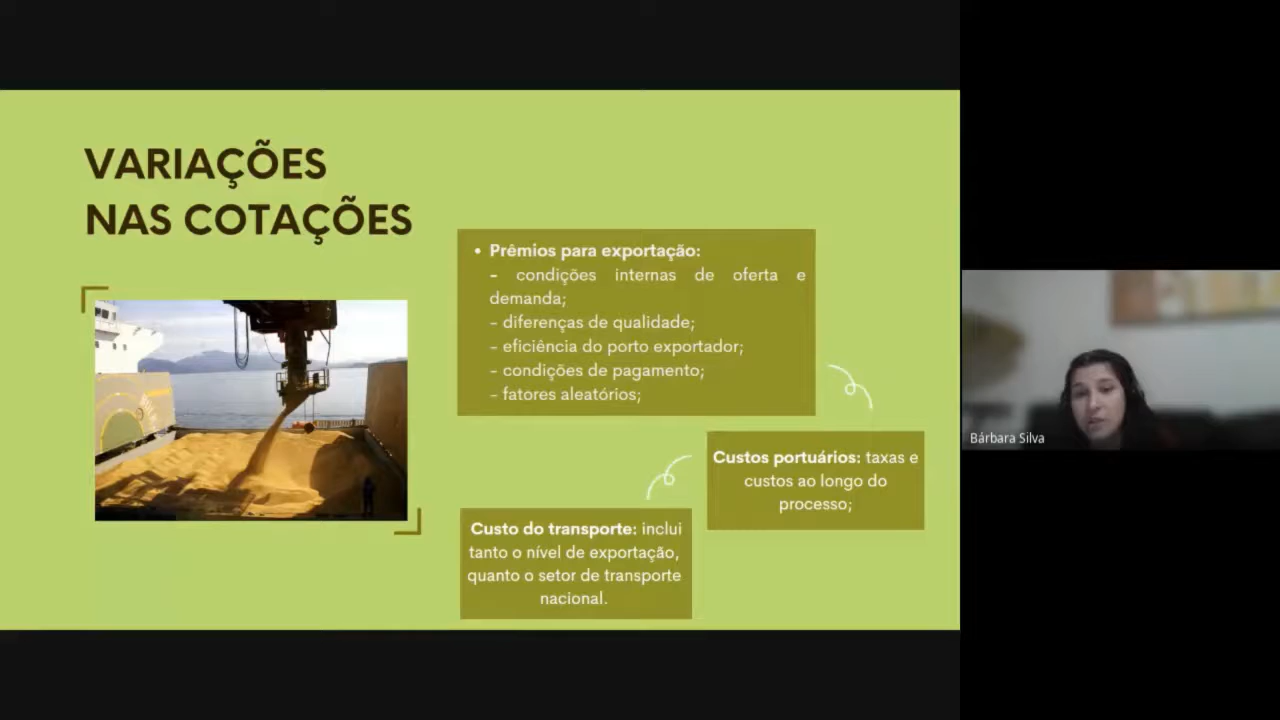 VARIAÇÕES
NAS COTAÇÕES
• Prêmios para exportação:
- condições internas de oferta e
demanda;
- diferenças de qualidade;
- eficiência do porto exportador;
- condições de pagamento;
- fatores aleatórios;
Custos portuários: taxas e
custos ao longo do
processo;
Custo do transporte: inclui
tanto o nível de exportação,
quanto o setor de transporte
nacional.
Bárbara Silva